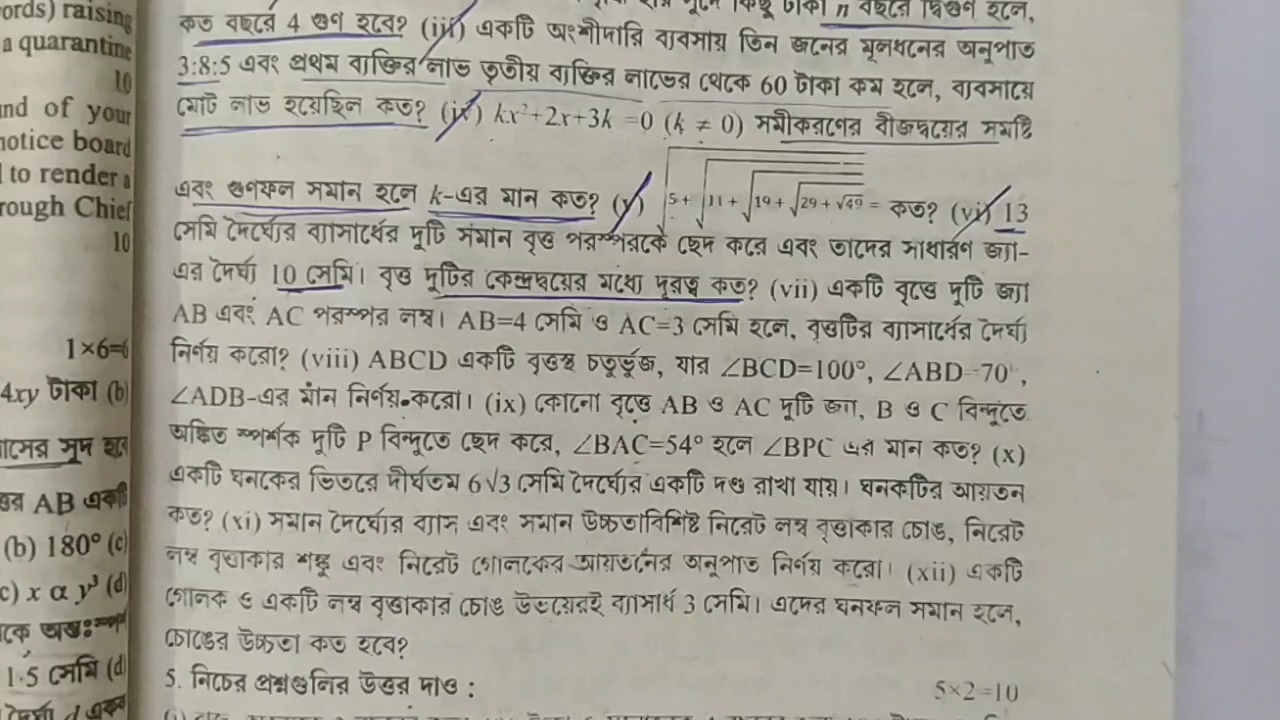 ords) raising
a quarantine
10
nd of your
notice board
to render a
rough Chief
10
1×6=6
4xy টাকা (b)
মাসের সুদ হবে
AB একটি
(b) 180° (c)
c) x α y³ (d)
কে অন্তঃস্পর্শ
1·5 সেমি (d)
n বছরে দ্বিগুণ হলে,
কত বছরে 4 গুণ হবে? (iii) একটি অংশীদারি ব্যবসায় তিন জনের মূলধনের অনুপাত
3:8:5 এবং প্রথম ব্যক্তির লাভ তৃতীয় ব্যক্তির লাভের থেকে 60 টাকা কম হলে, ব্যবসায়ে
মোট লাভ হয়েছিল কত? (iv) kx²+2x+3k =0 (k ≠ 0) সমীকরণের বীজদ্বয়ের সমষ্টি
এবং গুণফল সমান হলে k-এর মান কত? (v) √5+√11+√19+√29+√49 = কত? (vi) 13
সেমি দৈর্ঘ্যের ব্যাসার্ধের দুটি সমান বৃত্ত পরস্পরকে ছেদ করে এবং তাদের সাধারণ জ্যা-
এর দৈর্ঘ্য 10 সেমি। বৃত্ত দুটির কেন্দ্রদ্বয়ের মধ্যে দূরত্ব কত? (vii) একটি বৃত্তে দুটি জ্যা
AB এবং AC পরস্পর লম্ব। AB=4 সেমি ও AC=3 সেমি হলে, বৃত্তটির ব্যাসার্ধের দৈর্ঘ্য
নির্ণয় করো? (viii) ABCD একটি বৃত্তস্থ চতুর্ভুজ, যার ∠BCD=100°, ∠ABD=70°,
∠ADB-এর মান নির্ণয় করো। (ix) কোনো বৃত্তে AB ও AC দুটি জ্যা, B ও C বিন্দুতে
অঙ্কিত স্পর্শক দুটি P বিন্দুতে ছেদ করে, ∠BAC=54° হলে ∠BPC এর মান কত? (x)
একটি ঘনকের ভিতরে দীর্ঘতম 6√3 সেমি দৈর্ঘ্যের একটি দণ্ড রাখা যায়। ঘনকটির আয়তন
কত? (xi) সমান দৈর্ঘ্যের ব্যাস এবং সমান উচ্চতাবিশিষ্ট নিরেট লম্ব বৃত্তাকার চোঙ, নিরেট
লম্ব বৃত্তাকার শঙ্কু এবং নিরেট গোলকের আয়তনের অনুপাত নির্ণয় করো। (xii) একটি
গোলক ও একটি লম্ব বৃত্তাকার চোঙ উভয়েরই ব্যাসার্ধ 3 সেমি। এদের ঘনফল সমান হলে,
চোঙের উচ্চতা কত হবে?
5. নিচের প্রশ্নগুলির উত্তর দাও : 5×2=10